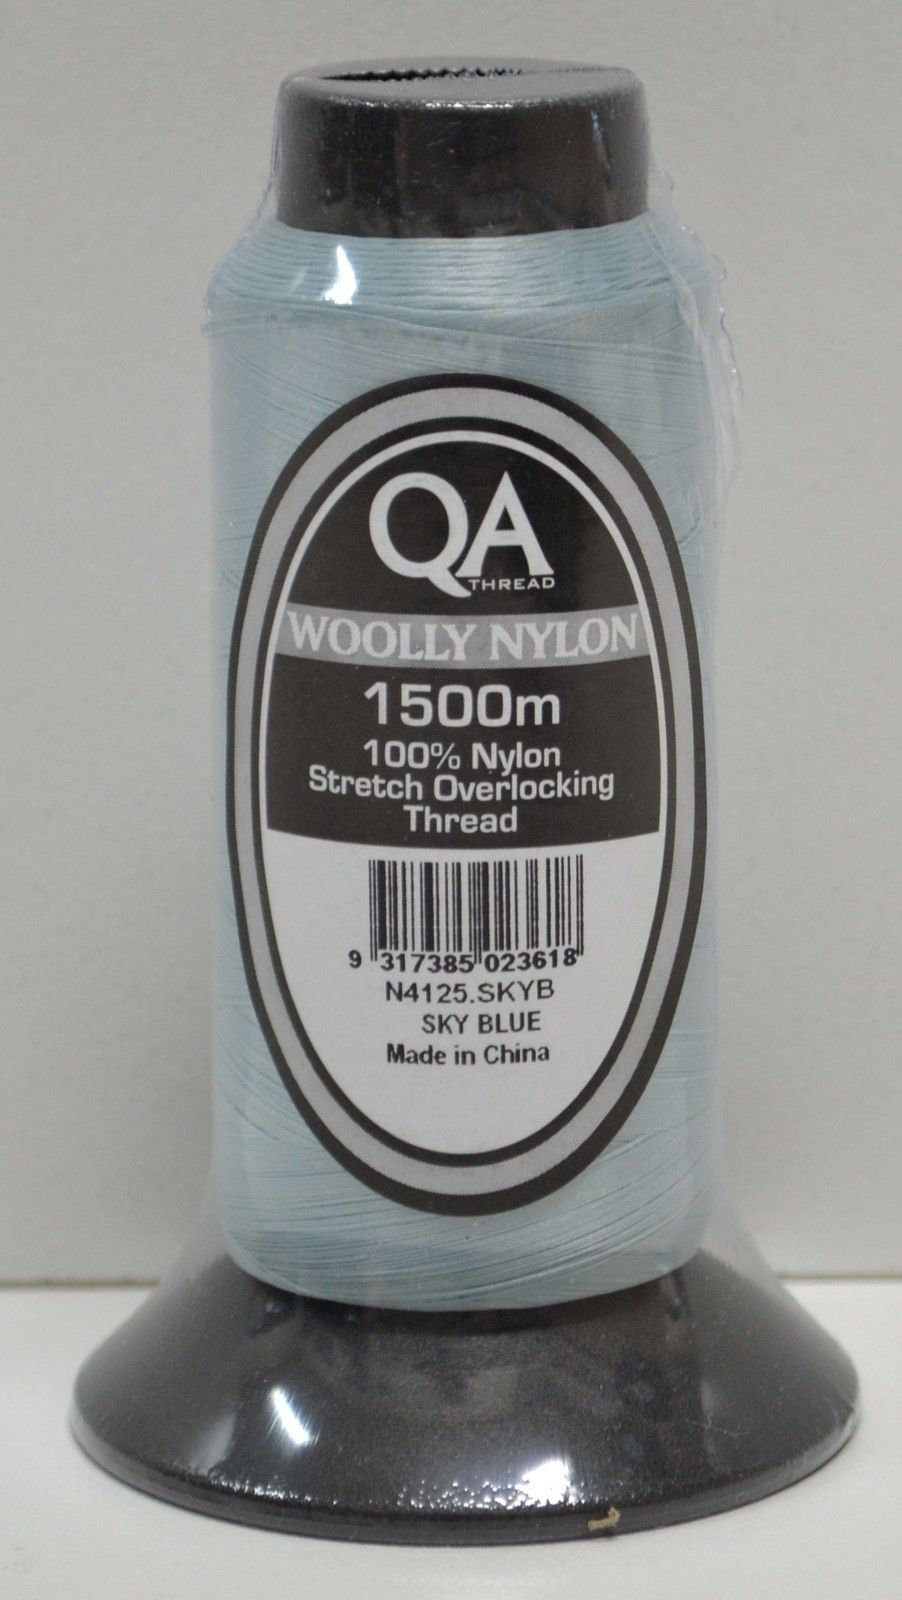 QA
THREAD
WOOLLY NYLON
1500m
100% Nylon
Stretch Overlocking
Thread
9 317385 023618
N4125.SKYB
SKY BLUE
Made in China